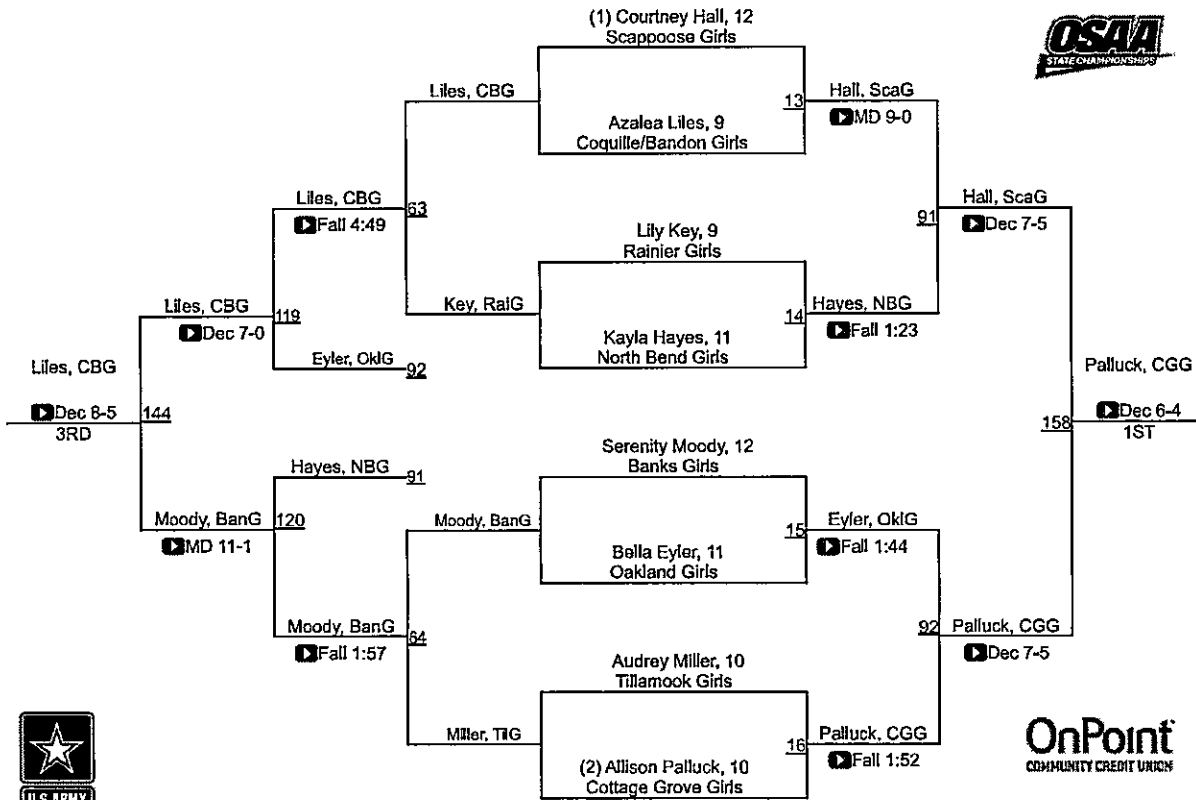 (1) Courtney Hall, 12
Scappoose Girls
OSAA
STATE CHAMPIONSHIPS
Liles, CBG
13
Hall, ScaG
MD 9-0
Azalea Liles, 9
Coquille/Bandon Girls
Liles, CBG
Fall 4:49
63
91
Hall, ScaG
Dec 7-5
Lily Key, 9
Rainier Girls
Key, RaiG
14
Hayes, NBG
Fall 1:23
Kayla Hayes, 11
North Bend Girls
Liles, CBG
Dec 7-0
119
Eyler, OklG
92
Liles, CBG
Dec 8-5
3RD
144
Palluck, CGG
Dec 6-4
1ST
158
Serenity Moody, 12
Banks Girls
Hayes, NBG
91
Moody, BanG
MD 11-1
120
Moody, BanG
15
Eyler, OklG
Fall 1:44
Bella Eyler, 11
Oakland Girls
Moody, BanG
Fall 1:57
64
92
Palluck, CGG
Dec 7-5
Audrey Miller, 10
Tillamook Girls
Miller, TilG
16
Palluck, CGG
Fall 1:52
(2) Allison Palluck, 10
Cottage Grove Girls
U.S. ARMY
OnPoint
COMMUNITY CREDIT UNION